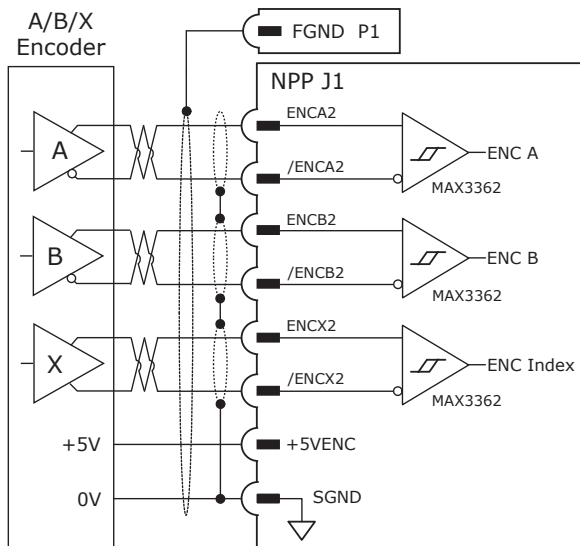 A/B/X
Encoder
FGND P1
NPP J1
A
ENCA2
/ENCA2
ENC A
MAX3362
B
ENCB2
/ENCB2
ENC B
MAX3362
X
ENCX2
/ENCX2
ENC Index
MAX3362
+5V
+5VENC
0V
SGND